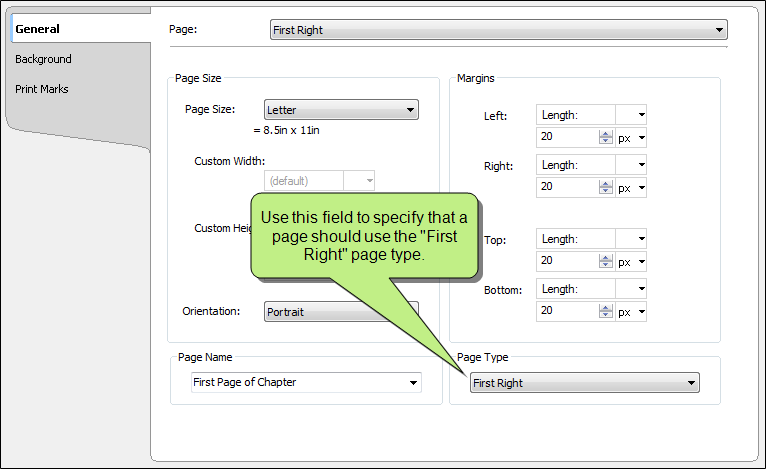 General
Background
Print Marks
Page:
First Right
Page Size
Page Size:
Letter
= 8.5in x 11in
Custom Width:
(default)
Custom Hei
Orientation:
Portrait
Margins
Left:
Length:
20
px
Right:
Length:
20
px
Top:
Length:
20
px
Bottom:
Length:
20
px
Use this field to specify that a
page should use the "First
Right" page type.
Page Name
First Page of Chapter
Page Type
First Right